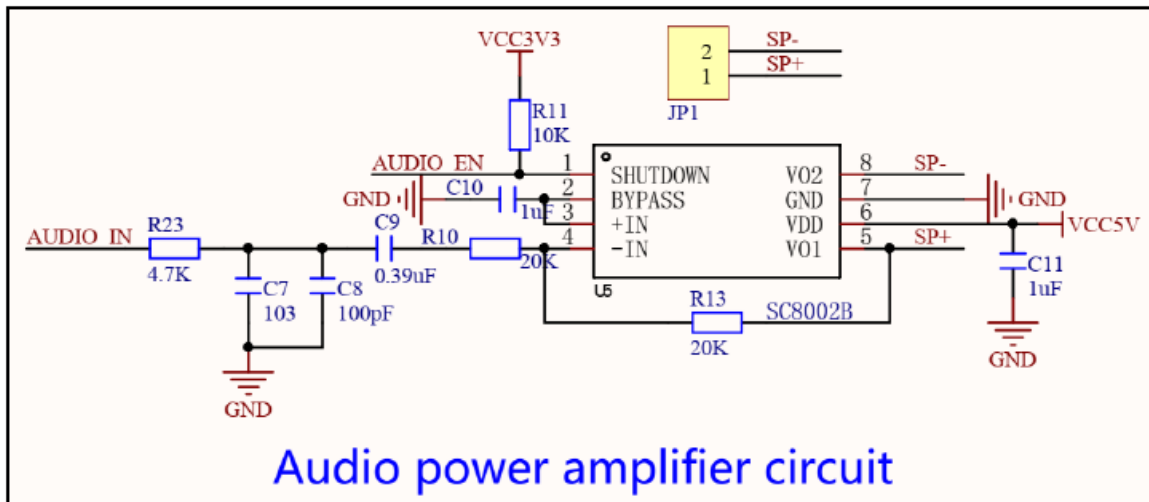 VCC3V3
SP-
2
SP+
1
JP1
R11
10K
AUDIO_EN
1
SHUTDOWN
VO2
8
SP-
GND
C10
1uF
2
BYPASS
GND
7
GND
3
+IN
VDD
6
VCC5V
AUDIO_IN
R23
4.7K
C9
0.39uF
R10
20K
4
-IN
VO1
5
SP+
C7
103
C8
100pF
U5
R13
20K
SC8002B
C11
1uF
GND
GND
Audio power amplifier circuit